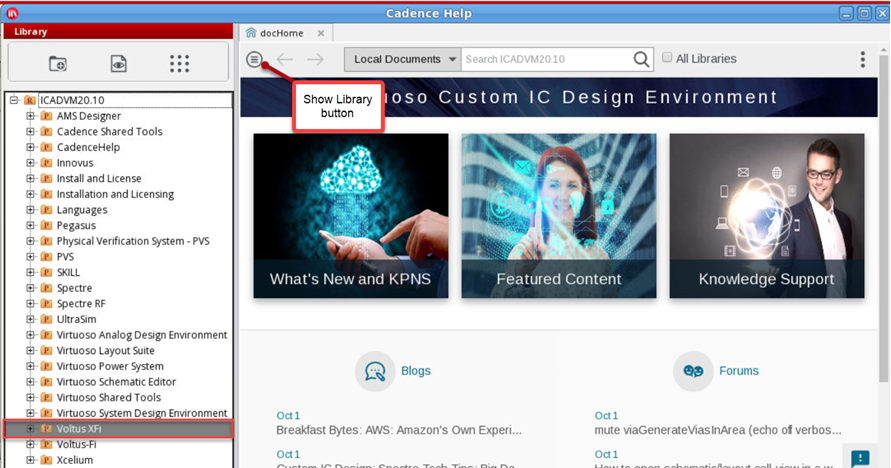 Cadence Help
Library
docHome
Local Documents
Search ICADVM20.10
All Libraries
Show Library
button
uoso Custom IC Design Environment
ICADVM20.10
AMS Designer
Cadence Shared Tools
CadenceHelp
Innovus
Install and License
Installation and Licensing
Languages
Pegasus
Physical Verification System - PVS
PVS
SKILL
Spectre
Spectre RF
UltraSim
Virtuoso Analog Design Environment
Virtuoso Layout Suite
Virtuoso Power System
Virtuoso Schematic Editor
Virtuoso Shared Tools
Virtuoso System Design Environment
Voltus XFi
Voltus-Fi
Xcelium
What's New and KPNS
Featured Content
Knowledge Support
Blogs
Forums
Oct 1
Breakfast Bytes: AWS: Amazon's Own Experi...
Oct 1
mute viaGenerateViasInArea (echo off verbos...
Oct 1
Custom IC Design: Spectre Tech Tips: Big Da
Oct 1
How to open schematic/layout cell view in a w